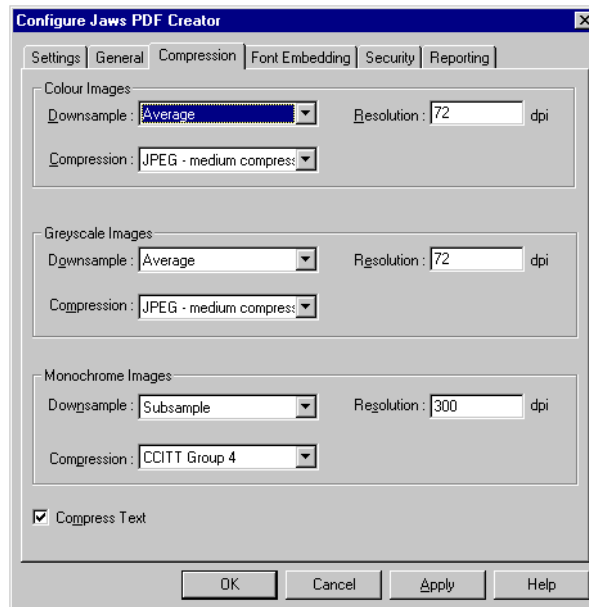 Configure Jaws PDF Creator
Settings General Compression Font Embedding Security Reporting
Colour Images
Downsample : Average Resolution : 72 dpi
Compression : JPEG - medium compress
Greyscale Images
Downsample : Average Resolution : 72 dpi
Compression : JPEG - medium compress
Monochrome Images
Downsample : Subsample Resolution : 300 dpi
Compression : CCITT Group 4
Compress Text
OK Cancel Apply Help